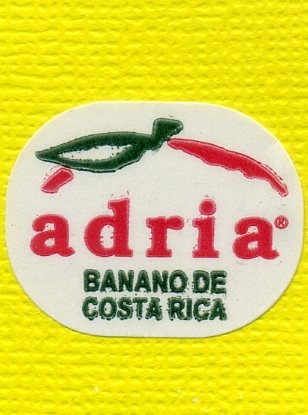 adria®
BANANO DE
COSTA RICA